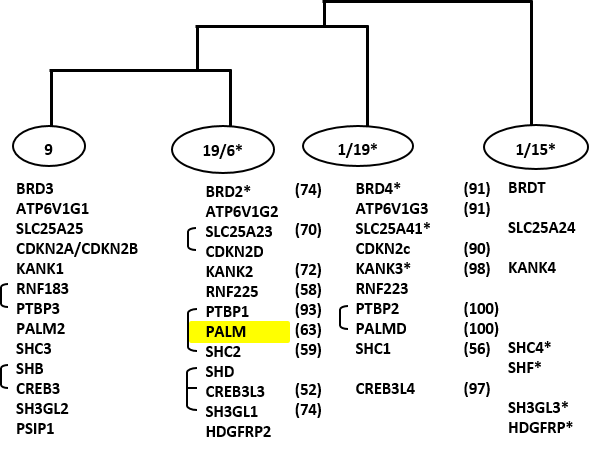 9 19/6* 1/19* 1/15*
BRD3 BRD2* (74) BRD4* (91) BRDT
ATP6V1G1 ATP6V1G2 ATP6V1G3 (91)
SLC25A25 SLC25A23 (70) SLC25A41* SLC25A24
CDKN2A/CDKN2B CDKN2D CDKN2c (90)
KANK1 KANK2 (72) KANK3* (98) KANK4
RNF183 RNF225 (58) RNF223
PTBP3 PTBP1 (93) PTBP2 (100)
PALM2 PALM (63) PALMD (100)
SHC3 SHC2 (59) SHC1 (56) SHC4*
SHB SHD SHF*
CREB3 CREB3L3 (52) CREB3L4 (97)
SH3GL2 SH3GL1 (74) SH3GL3*
PSIP1 HDGFRP2 HDGFRP*